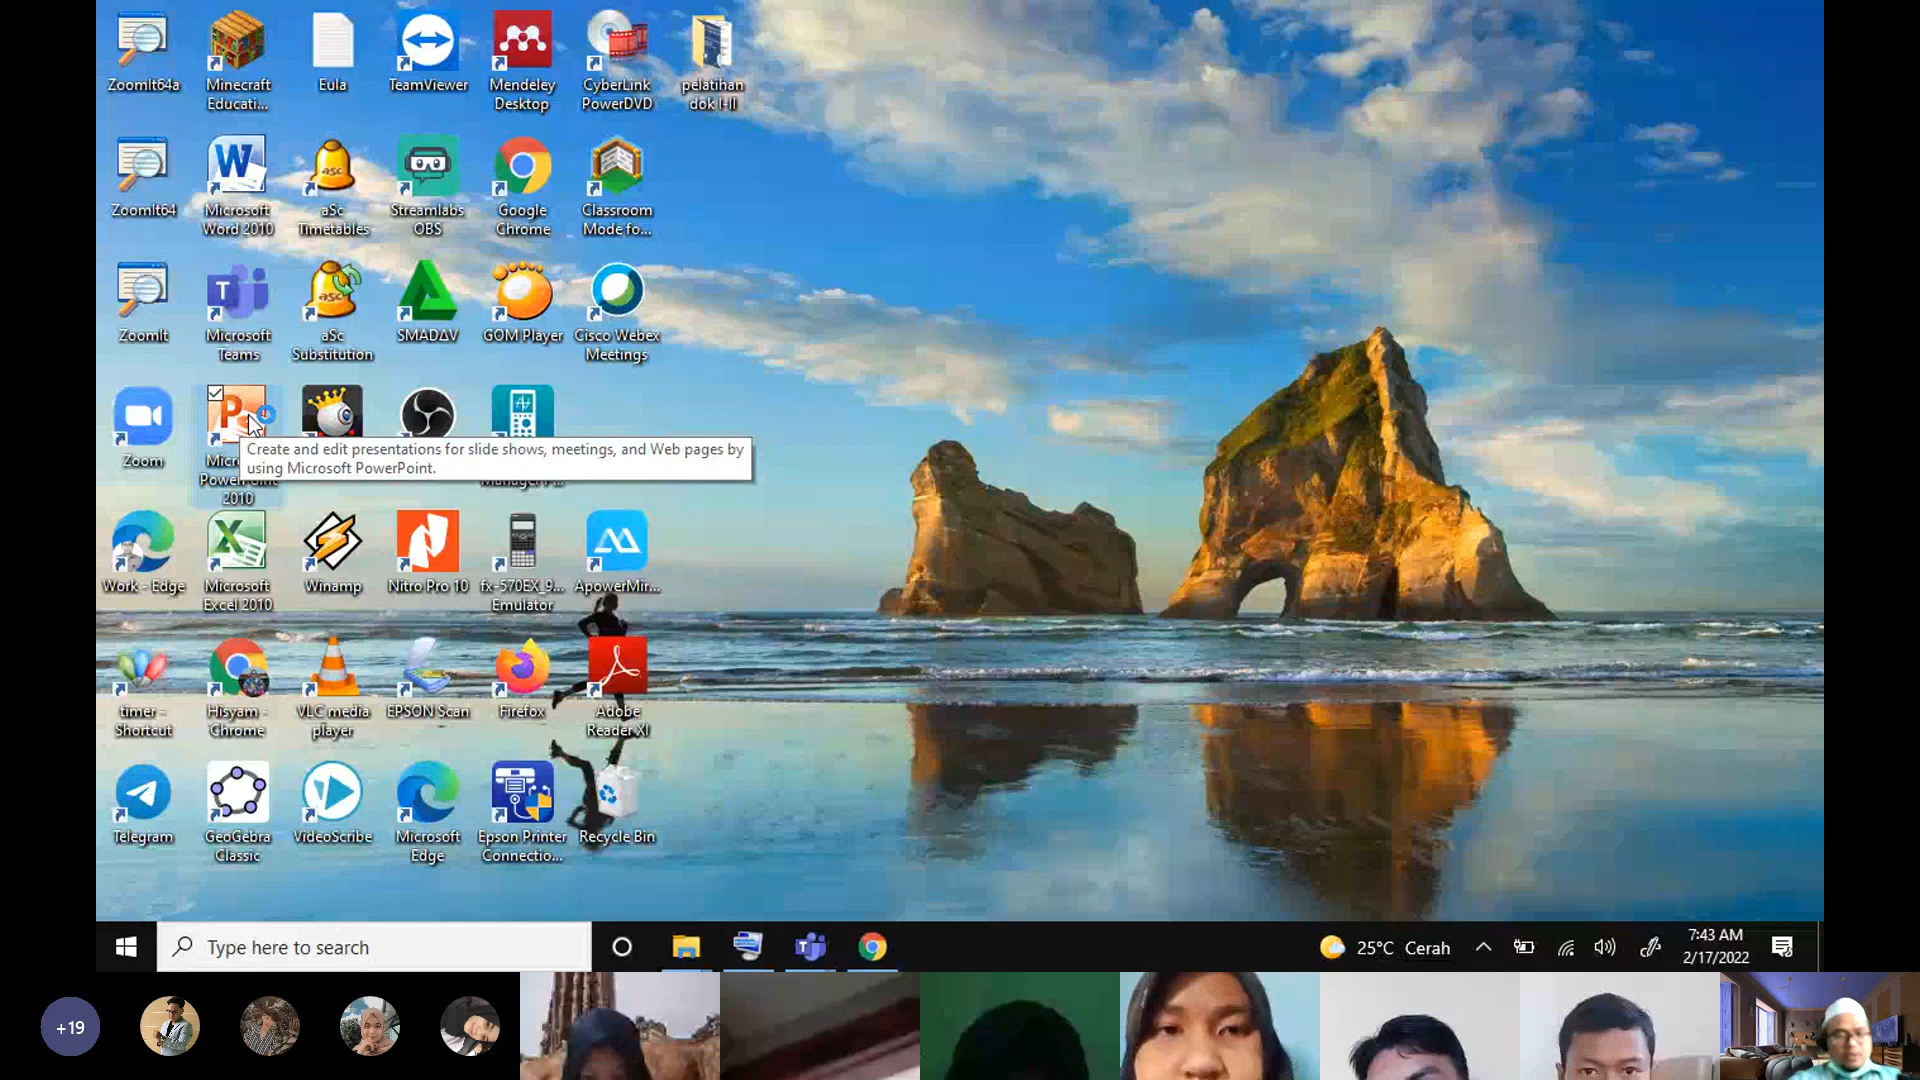 ZoomIt64a
Minecraft
Educati...
Eula
TeamViewer
Mendeley
Desktop
CyberLink
PowerDVD
pelatihan
dok I-II
ZoomIt64
Microsoft
Word 2010
aSc
Timetables
Streamlabs
OBS
Google
Chrome
Classroom
Mode fo...
ZoomIt
Microsoft
Teams
aSc
Substitution
SMADΔV
GOM Player
Cisco Webex
Meetings
Zoom
2010
Create and edit presentations for slide shows, meetings, and Web pages by
using Microsoft PowerPoint.
Work - Edge
Microsoft
Excel 2010
Winamp
Nitro Pro 10
fx-570EX_9...
Emulator
ApowerMir...
timer -
Shortcut
Hisyam -
Chrome
VLC media
player
EPSON Scan
Firefox
Adobe
Reader XI
Telegram
GeoGebra
Classic
VideoScribe
Microsoft
Edge
Epson Printer
Connectio...
Recycle Bin
Type here to search
25°C Cerah
7:43 AM
2/17/2022
+19